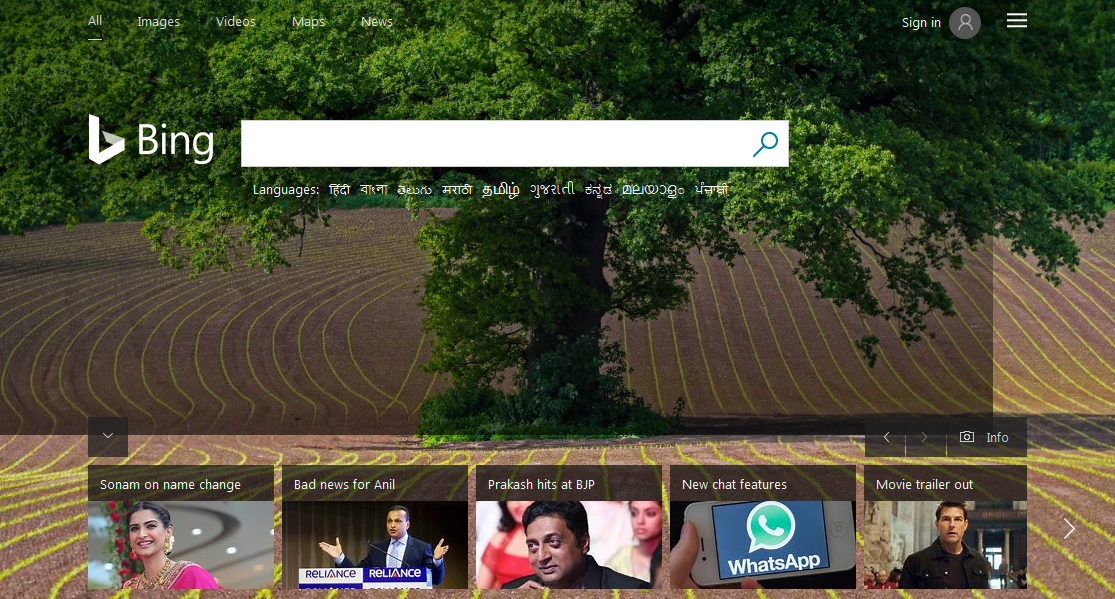 All Images Videos Maps News Sign in
Bing
Languages: हिंदी বাংলা తెలుగు मराठी தமிழ் ગુજરાતી ಕನ್ನಡ മലയാളം ਪੰਜਾਬੀ
Info
Sonam on name change Bad news for Anil Prakash hits at BJP New chat features Movie trailer out
WhatsApp
RELIANCE RELIANCE